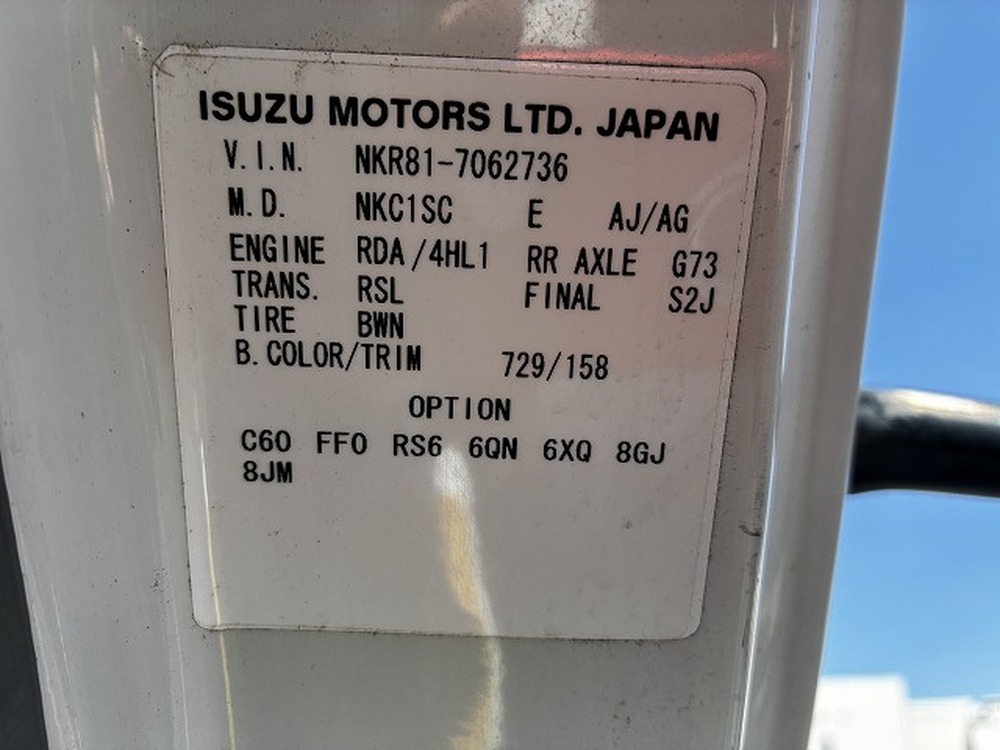 ISUZU MOTORS LTD. JAPAN
V.I.N. NKR81-7062736
M.D. NKC1SC E AJ/AG
ENGINE RDA/4HL1 RR AXLE G73
TRANS. RSL FINAL S2J
TIRE BWN
B.COLOR/TRIM 729/158
OPTION
C60 FF0 RS6 6QN 6XQ 8GJ
8JM